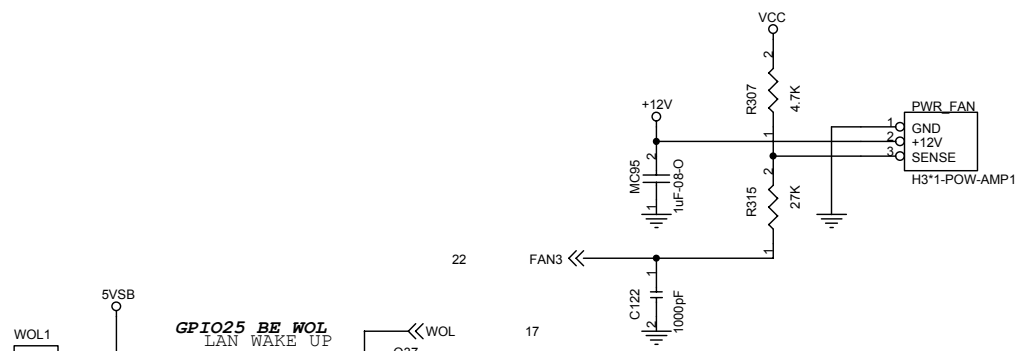 VCC
2
R307
4.7K
1
+12V
PWR_FAN
1
GND
2
+12V
3
SENSE
H3*1-POW-AMP1
2
MC95
1uF-08-O
1
2
R315
27K
1
22
FAN3
1
C122
1000pF
2
5VSB
WOL1
GPIO25 BE WOL
LAN WAKE UP
WOL
17